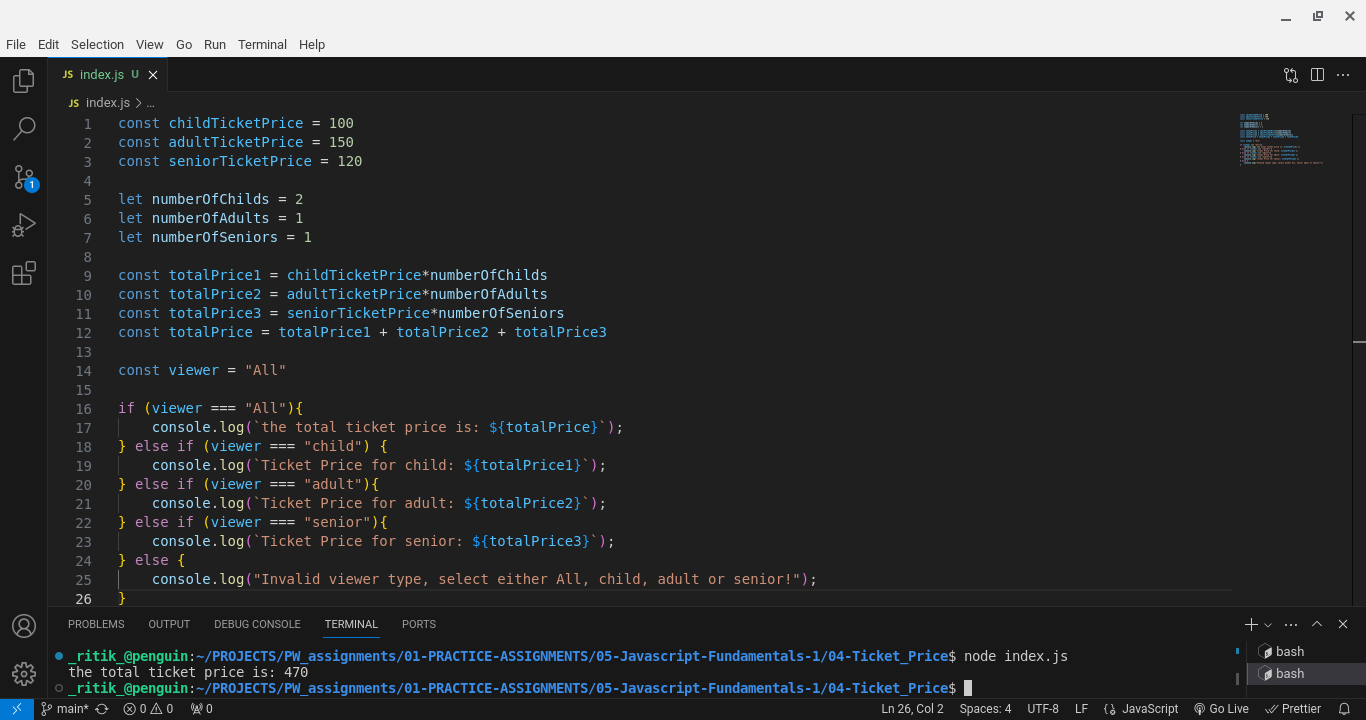 File Edit Selection View Go Run Terminal Help
JS index.js U
JS index.js > ...
1 const childTicketPrice = 100
2 const adultTicketPrice = 150
3 const seniorTicketPrice = 120
4
5 let numberOfChilds = 2
6 let numberOfAdults = 1
7 let numberOfSeniors = 1
8
9 const totalPrice1 = childTicketPrice*numberOfChilds
10 const totalPrice2 = adultTicketPrice*numberOfAdults
11 const totalPrice3 = seniorTicketPrice*numberOfSeniors
12 const totalPrice = totalPrice1 + totalPrice2 + totalPrice3
13
14 const viewer = "All"
15
16 if (viewer === "All"){
17     console.log(`the total ticket price is: ${totalPrice}`);
18 } else if (viewer === "child") {
19     console.log(`Ticket Price for child: ${totalPrice1}`);
20 } else if (viewer === "adult"){
21     console.log(`Ticket Price for adult: ${totalPrice2}`);
22 } else if (viewer === "senior"){
23     console.log(`Ticket Price for senior: ${totalPrice3}`);
24 } else {
25     console.log("Invalid viewer type, select either All, child, adult or senior!");
26 }
1
PROBLEMS OUTPUT DEBUG CONSOLE TERMINAL PORTS
_ritik_@penguin:~/PROJECTS/PW_assignments/01-PRACTICE-ASSIGNMENTS/05-Javascript-Fundamentals-1/04-Ticket_Price$ node index.js
the total ticket price is: 470
_ritik_@penguin:~/PROJECTS/PW_assignments/01-PRACTICE-ASSIGNMENTS/05-Javascript-Fundamentals-1/04-Ticket_Price$
bash
bash
main* 0 0 0 Ln 26, Col 2 Spaces: 4 UTF-8 LF JavaScript Go Live Prettier